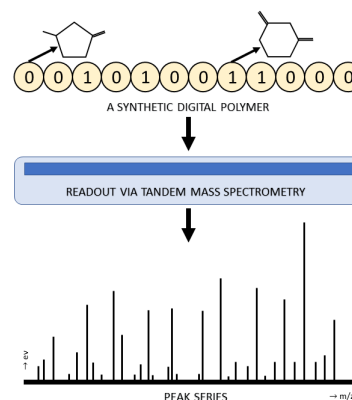 0 0 1 0 1 0 0 1 1 0 0 0
A SYNTHETIC DIGITAL POLYMER
READOUT VIA TANDEM MASS SPECTROMETRY
→ ev
PEAK SERIES → m/z